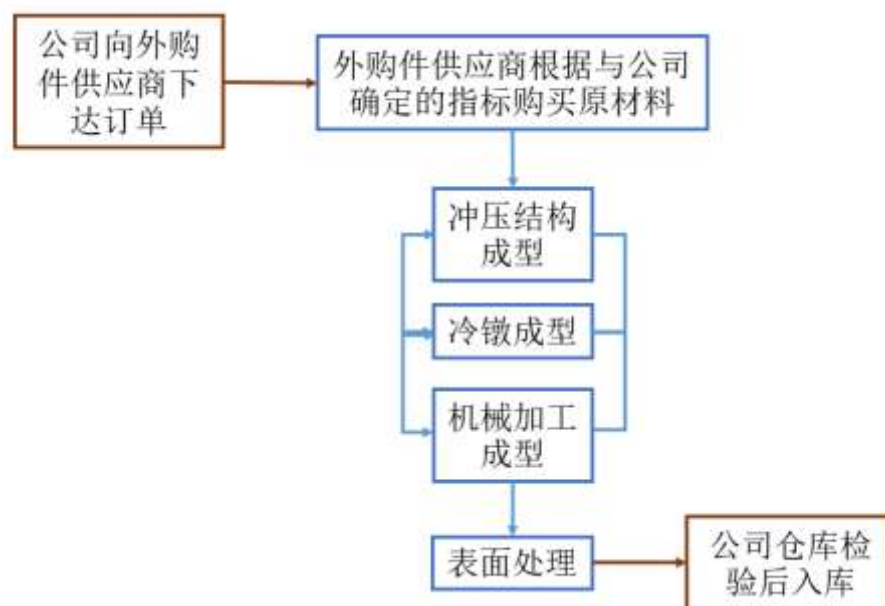 公司向外购
件供应商下
达订单
外购件供应商根据与公司
确定的指标购买原材料
冲压结构
成型
冷镦成型
机械加工
成型
表面处理
公司仓库检
验后入库